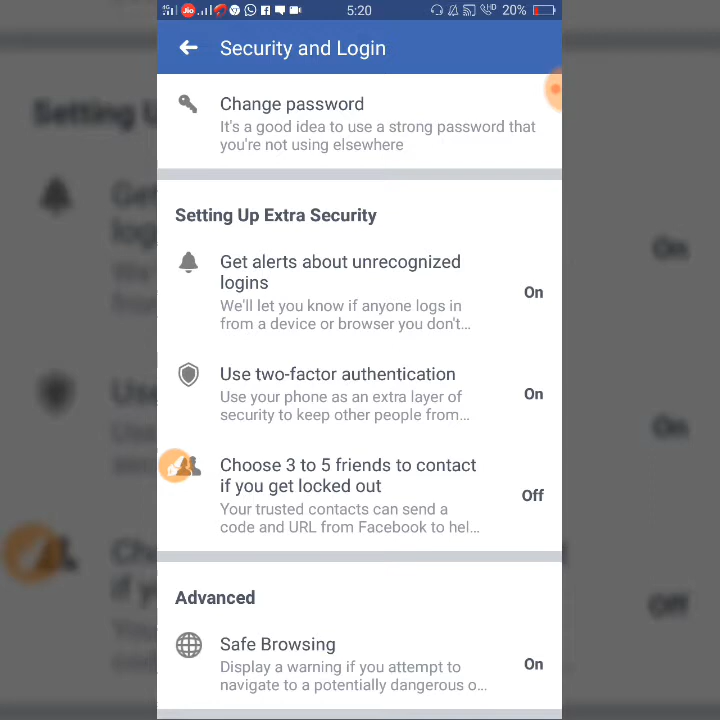 5:20
20%
Security and Login
Change password
It's a good idea to use a strong password that
you're not using elsewhere
Setting Up Extra Security
Get alerts about unrecognized
logins
On
We'll let you know if anyone logs in
from a device or browser you don't...
Use two-factor authentication
On
Use your phone as an extra layer of
security to keep other people from...
Choose 3 to 5 friends to contact
if you get locked out
Off
Your trusted contacts can send a
code and URL from Facebook to hel...
Advanced
Safe Browsing
On
Display a warning if you attempt to
navigate to a potentially dangerous o...